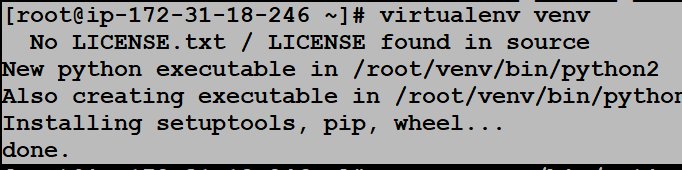 [root@ip-172-31-18-246 ~]# virtualenv venv
  No LICENSE.txt / LICENSE found in source
New python executable in /root/venv/bin/python2
Also creating executable in /root/venv/bin/python
Installing setuptools, pip, wheel...
done.